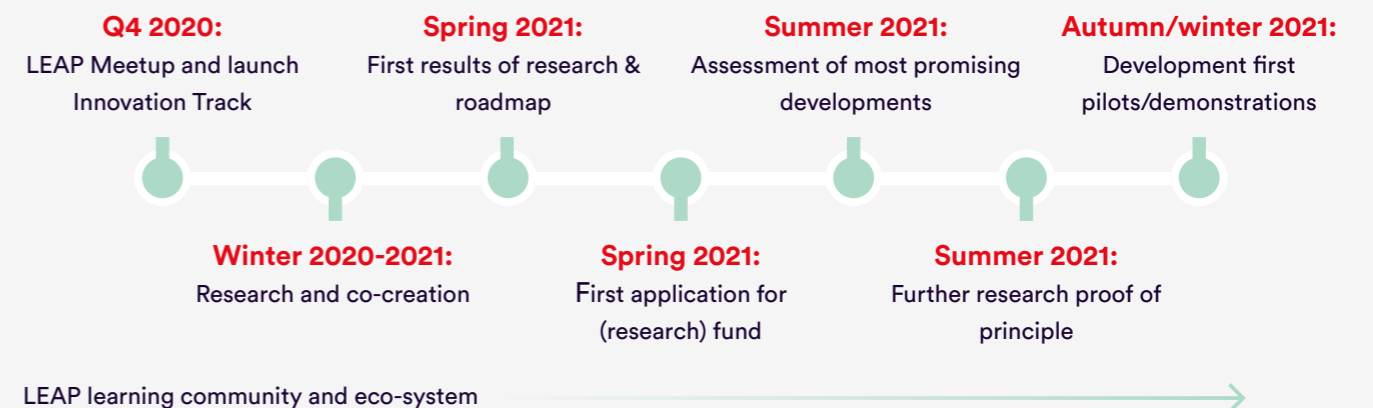 Q4 2020:
LEAP Meetup and launch
Innovation Track
Spring 2021:
First results of research &
roadmap
Summer 2021:
Assessment of most promising
developments
Autumn/winter 2021:
Development first
pilots/demonstrations
Winter 2020-2021:
Research and co-creation
Spring 2021:
First application for
(research) fund
Summer 2021:
Further research proof of
principle
LEAP learning community and eco-system